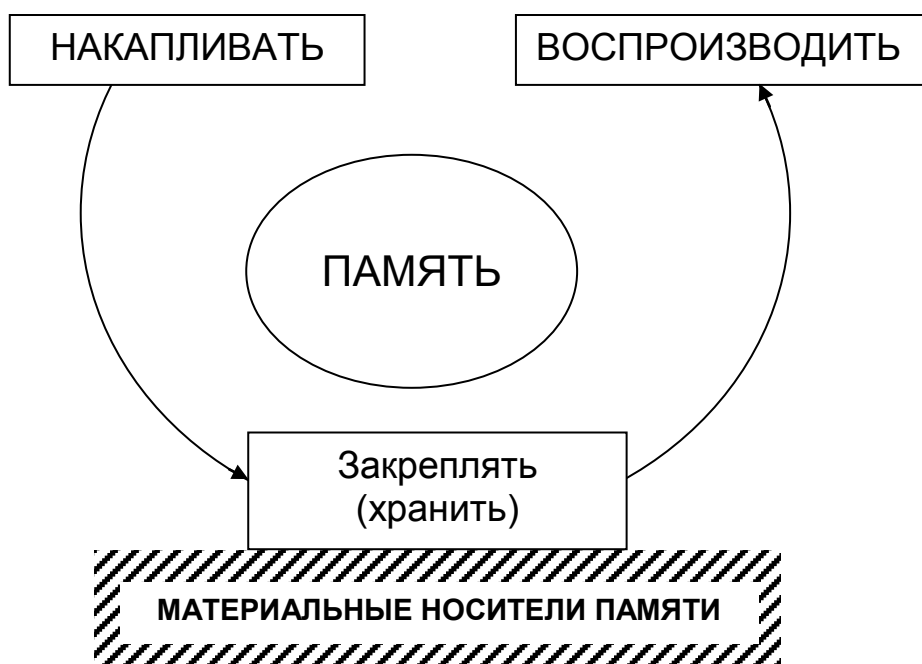 НАКАПЛИВАТЬ
ВОСПРОИЗВОДИТЬ
ПАМЯТЬ
Закреплять
(хранить)
МАТЕРИАЛЬНЫЕ НОСИТЕЛИ ПАМЯТИ